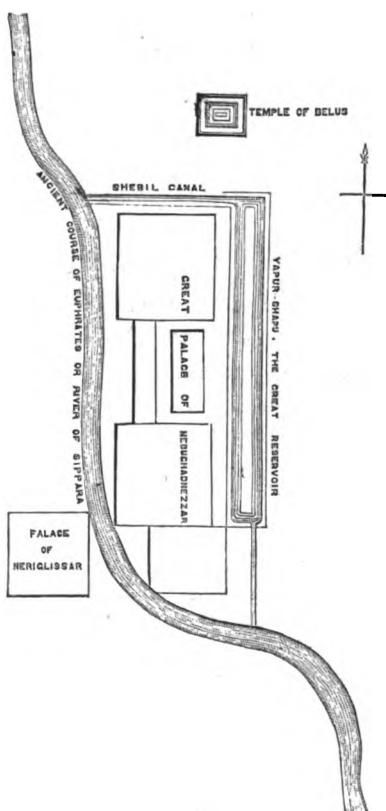 TEMPLE OF BELUS
SHEBIL CANAL
ANCIENT COURSE OF EUPHRATES OR RIVER OF SIPPARA
GREAT
PALACE OF
NEBUCHADNEZZAR
YAPUR-SHAPU, THE GREAT RESERVOIR
PALACE
OF
NERIGLISSAR